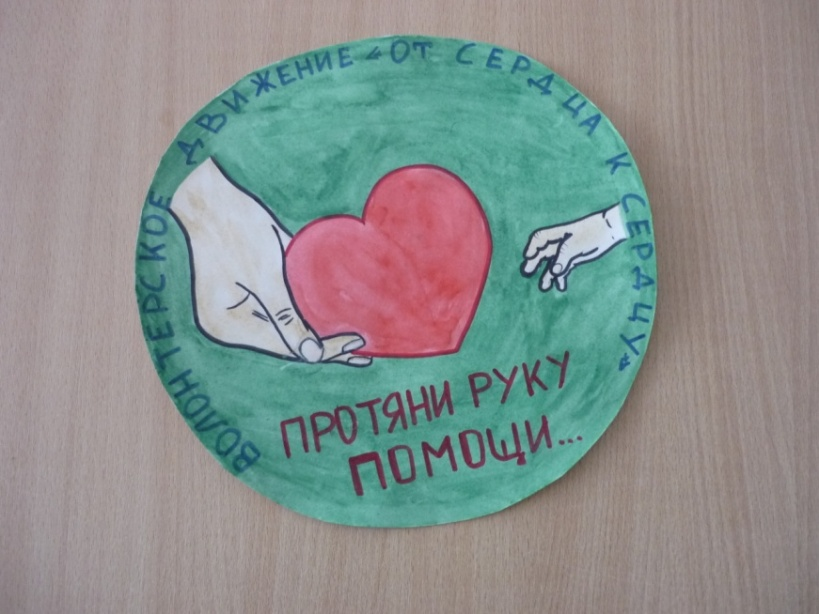 ВОЛОНТЕРСКОЕ ДВИЖЕНИЕ «ОТ СЕРДЦА К СЕРДЦУ»
ПРОТЯНИ РУКУ
ПОМОЩИ...